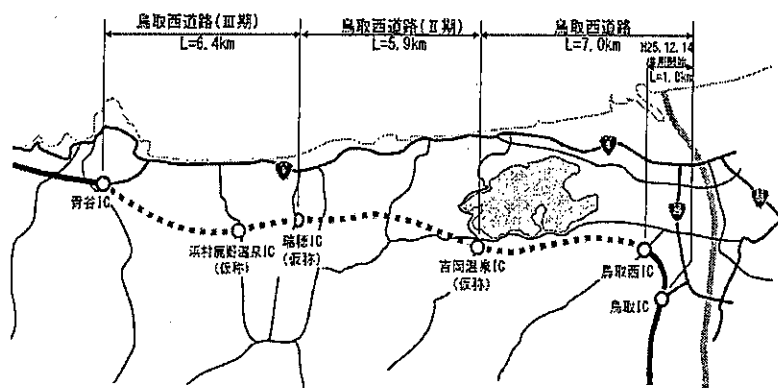 鳥取西道路(Ⅲ期)
L=6.4km
鳥取西道路(Ⅱ期)
L=5.9km
鳥取西道路
L=7.0km
H25.12.14
供用開始
L=1.0km
9
青谷IC
浜村鹿野温泉IC
(仮称)
瑞穂IC
(仮称)
吉岡温泉IC
(仮称)
鳥取西IC
鳥取IC